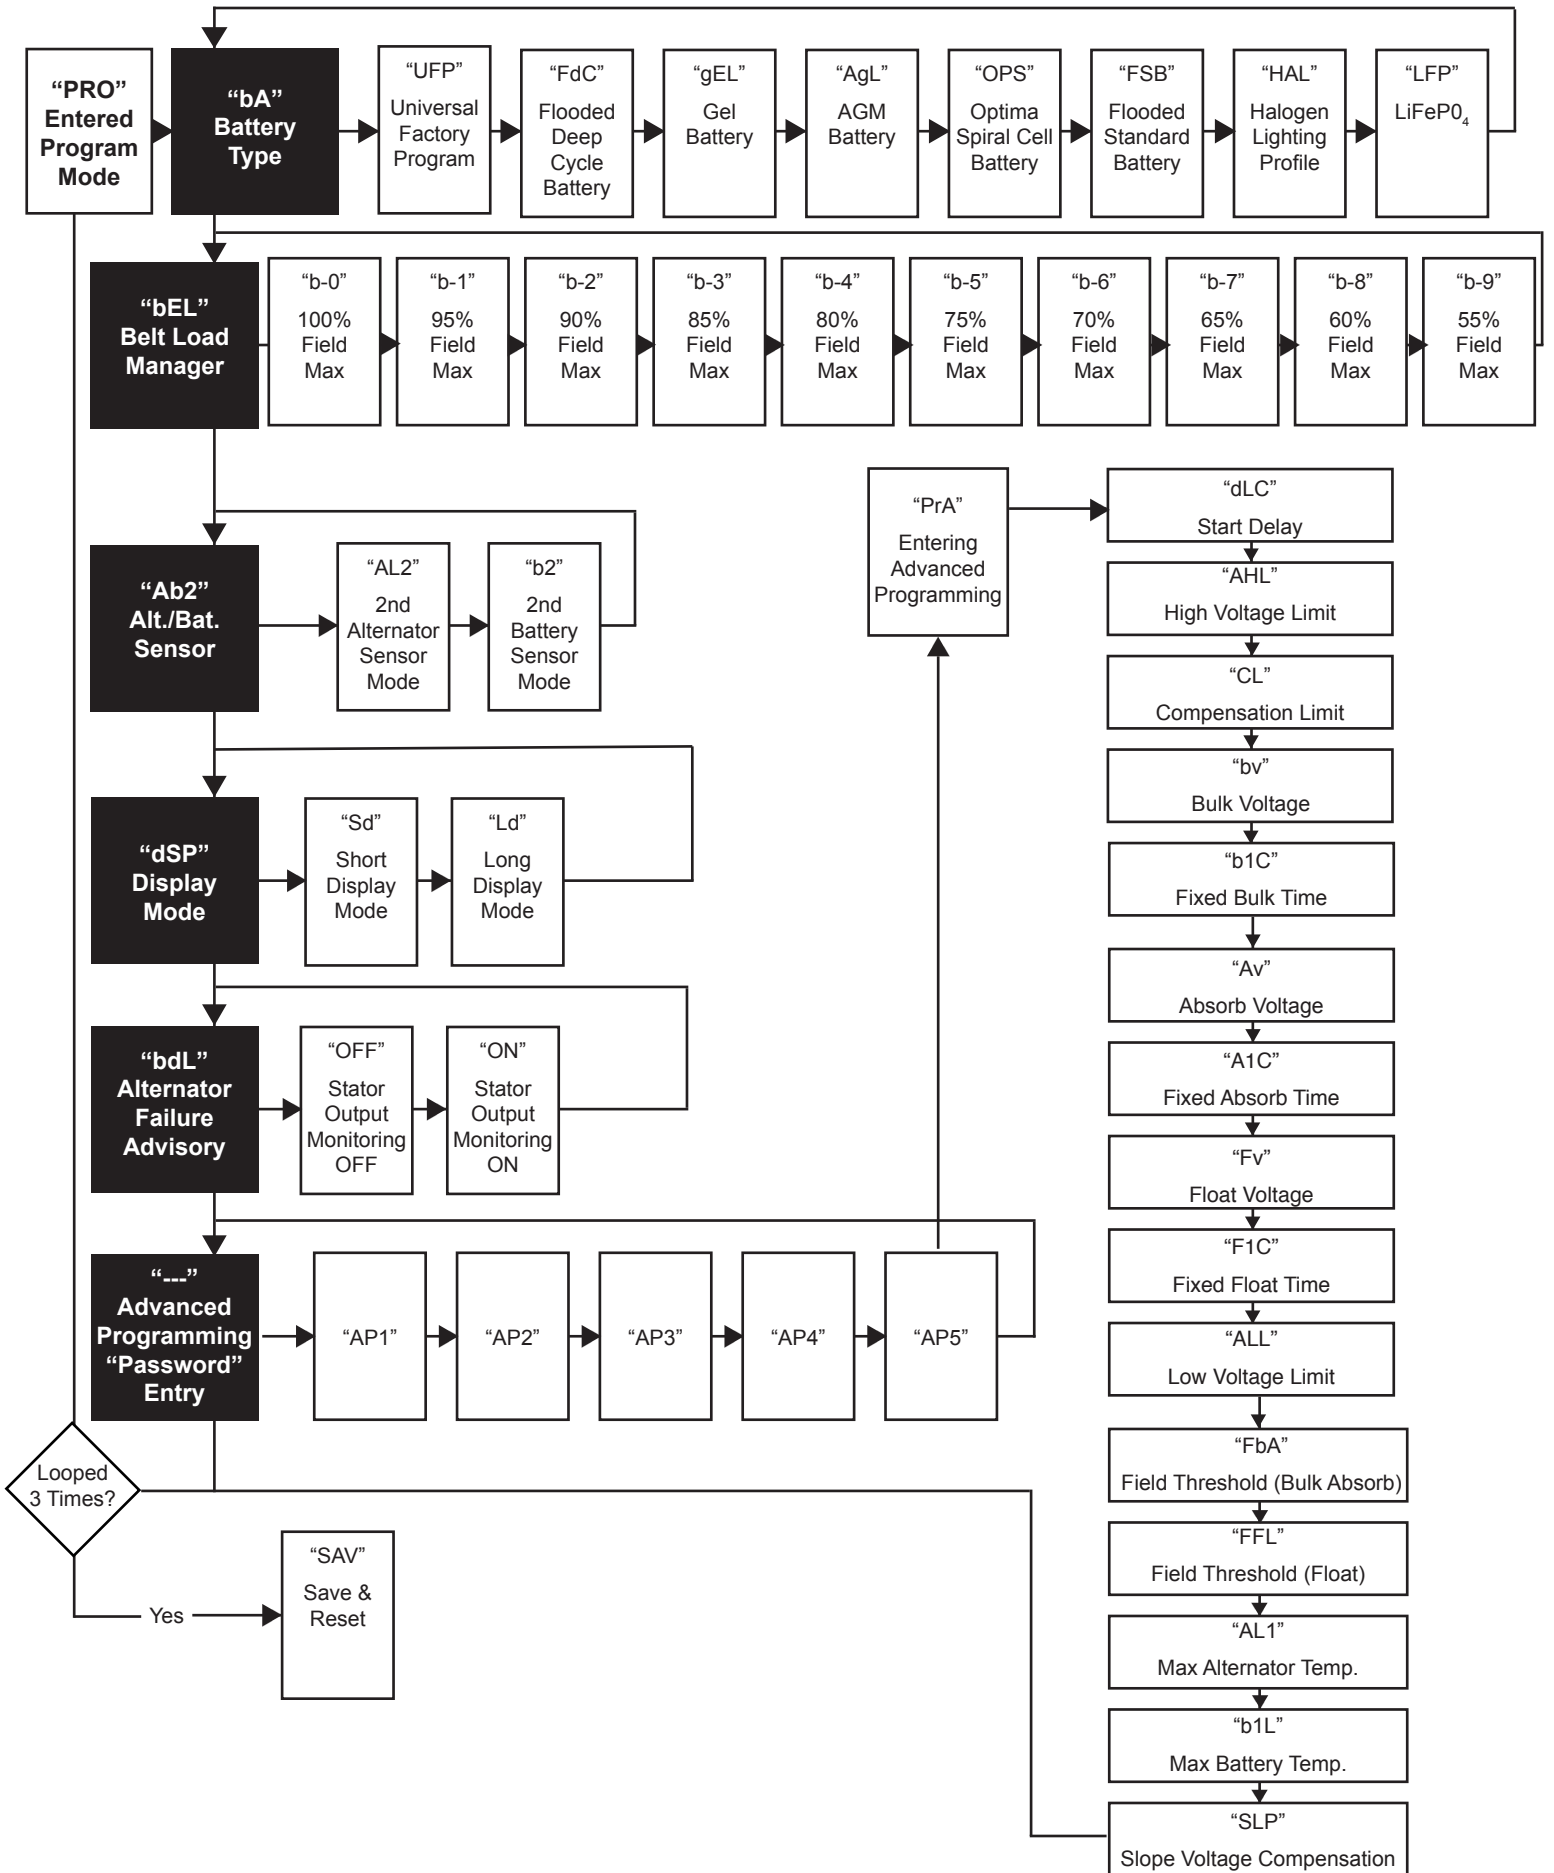 “PRO”
Entered
Program
Mode
“bA”
Battery
Type
“UFP”
Universal
Factory
Program
“FdC”
Flooded
Deep
Cycle
Battery
“gEL”
Gel
Battery
“AgL”
AGM
Battery
“OPS”
Optima
Spiral Cell
Battery
“FSB”
Flooded
Standard
Battery
“HAL”
Halogen
Lighting
Profile
“LFP”
LiFeP0₄
“bEL”
Belt Load
Manager
“b-0”
100%
Field
Max
“b-1”
95%
Field
Max
“b-2”
90%
Field
Max
“b-3”
85%
Field
Max
“b-4”
80%
Field
Max
“b-5”
75%
Field
Max
“b-6”
70%
Field
Max
“b-7”
65%
Field
Max
“b-8”
60%
Field
Max
“b-9”
55%
Field
Max
“Ab2”
Alt./Bat.
Sensor
“AL2”
2nd
Alternator
Sensor
Mode
“b2”
2nd
Battery
Sensor
Mode
“dSP”
Display
Mode
“Sd”
Short
Display
Mode
“Ld”
Long
Display
Mode
“bdL”
Alternator
Failure
Advisory
“OFF”
Stator
Output
Monitoring
OFF
“ON”
Stator
Output
Monitoring
ON
“---”
Advanced
Programming
“Password”
Entry
“AP1”
“AP2”
“AP3”
“AP4”
“AP5”
“PrA”
Entering
Advanced
Programming
“dLC”
Start Delay
“AHL”
High Voltage Limit
“CL”
Compensation Limit
“bv”
Bulk Voltage
“b1C”
Fixed Bulk Time
“Av”
Absorb Voltage
“A1C”
Fixed Absorb Time
“Fv”
Float Voltage
“F1C”
Fixed Float Time
“ALL”
Low Voltage Limit
“FbA”
Field Threshold (Bulk Absorb)
“FFL”
Field Threshold (Float)
“AL1”
Max Alternator Temp.
“b1L”
Max Battery Temp.
“SLP”
Slope Voltage Compensation
Looped
3 Times?
Yes
“SAV”
Save &
Reset